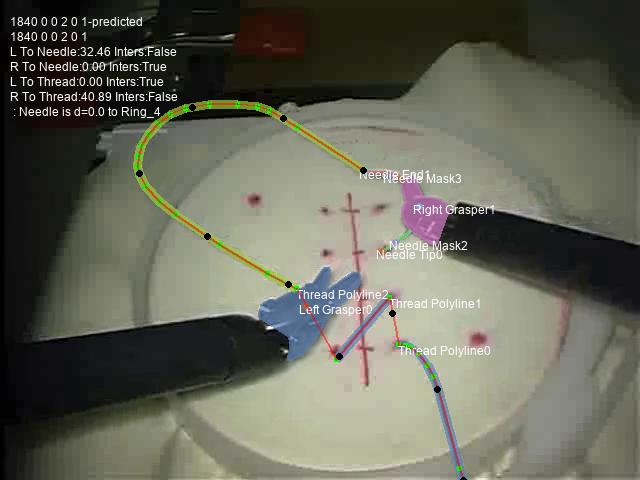 1840 0 0 2 0 1-predicted
1840 0 0 2 0 1
L To Needle:32.46 Inters:False
R To Needle:0.00 Inters:True
L To Thread:0.00 Inters:True
R To Thread:40.89 Inters:False
: Needle is d=0.0 to Ring_4
Needle End1
Needle Mask3
Right Grasper1
Needle Mask2
Needle Tip0
Thread Polyline2
Thread Polyline1
Left Grasper0
Thread Polyline0